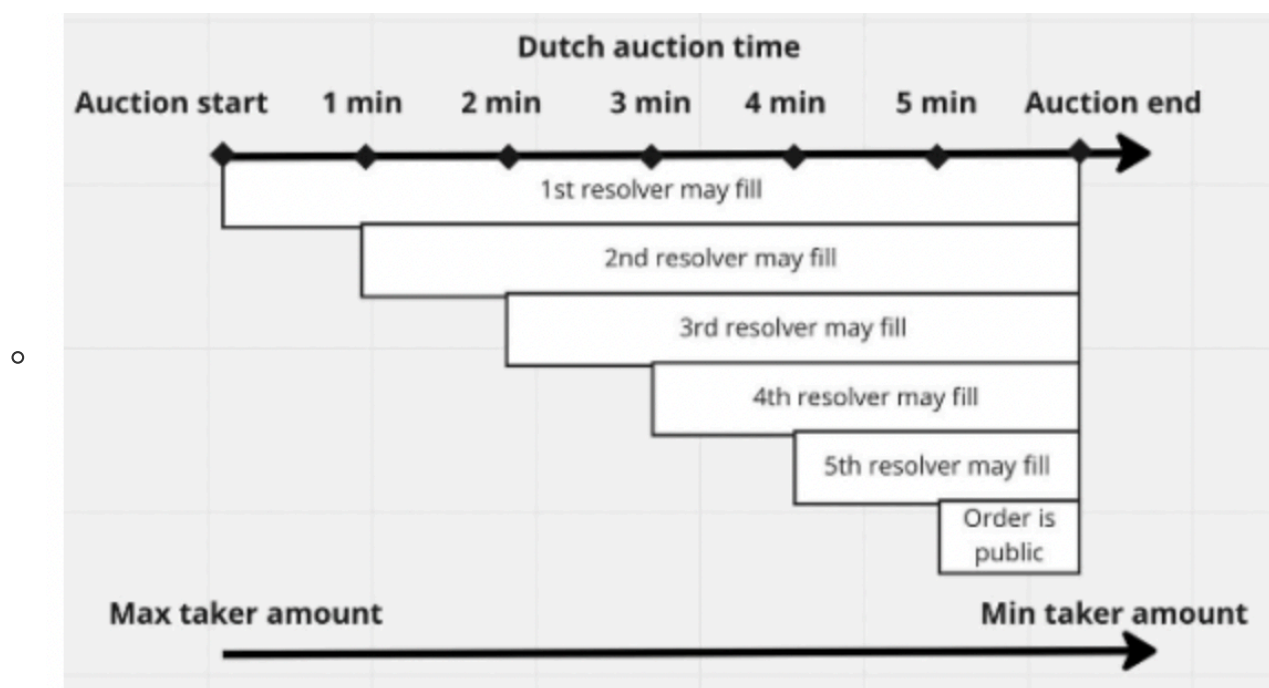 Dutch auction time
Auction start 1 min 2 min 3 min 4 min 5 min Auction end
1st resolver may fill
2nd resolver may fill
3rd resolver may fill
4th resolver may fill
5th resolver may fill
Order is
public
Max taker amount Min taker amount